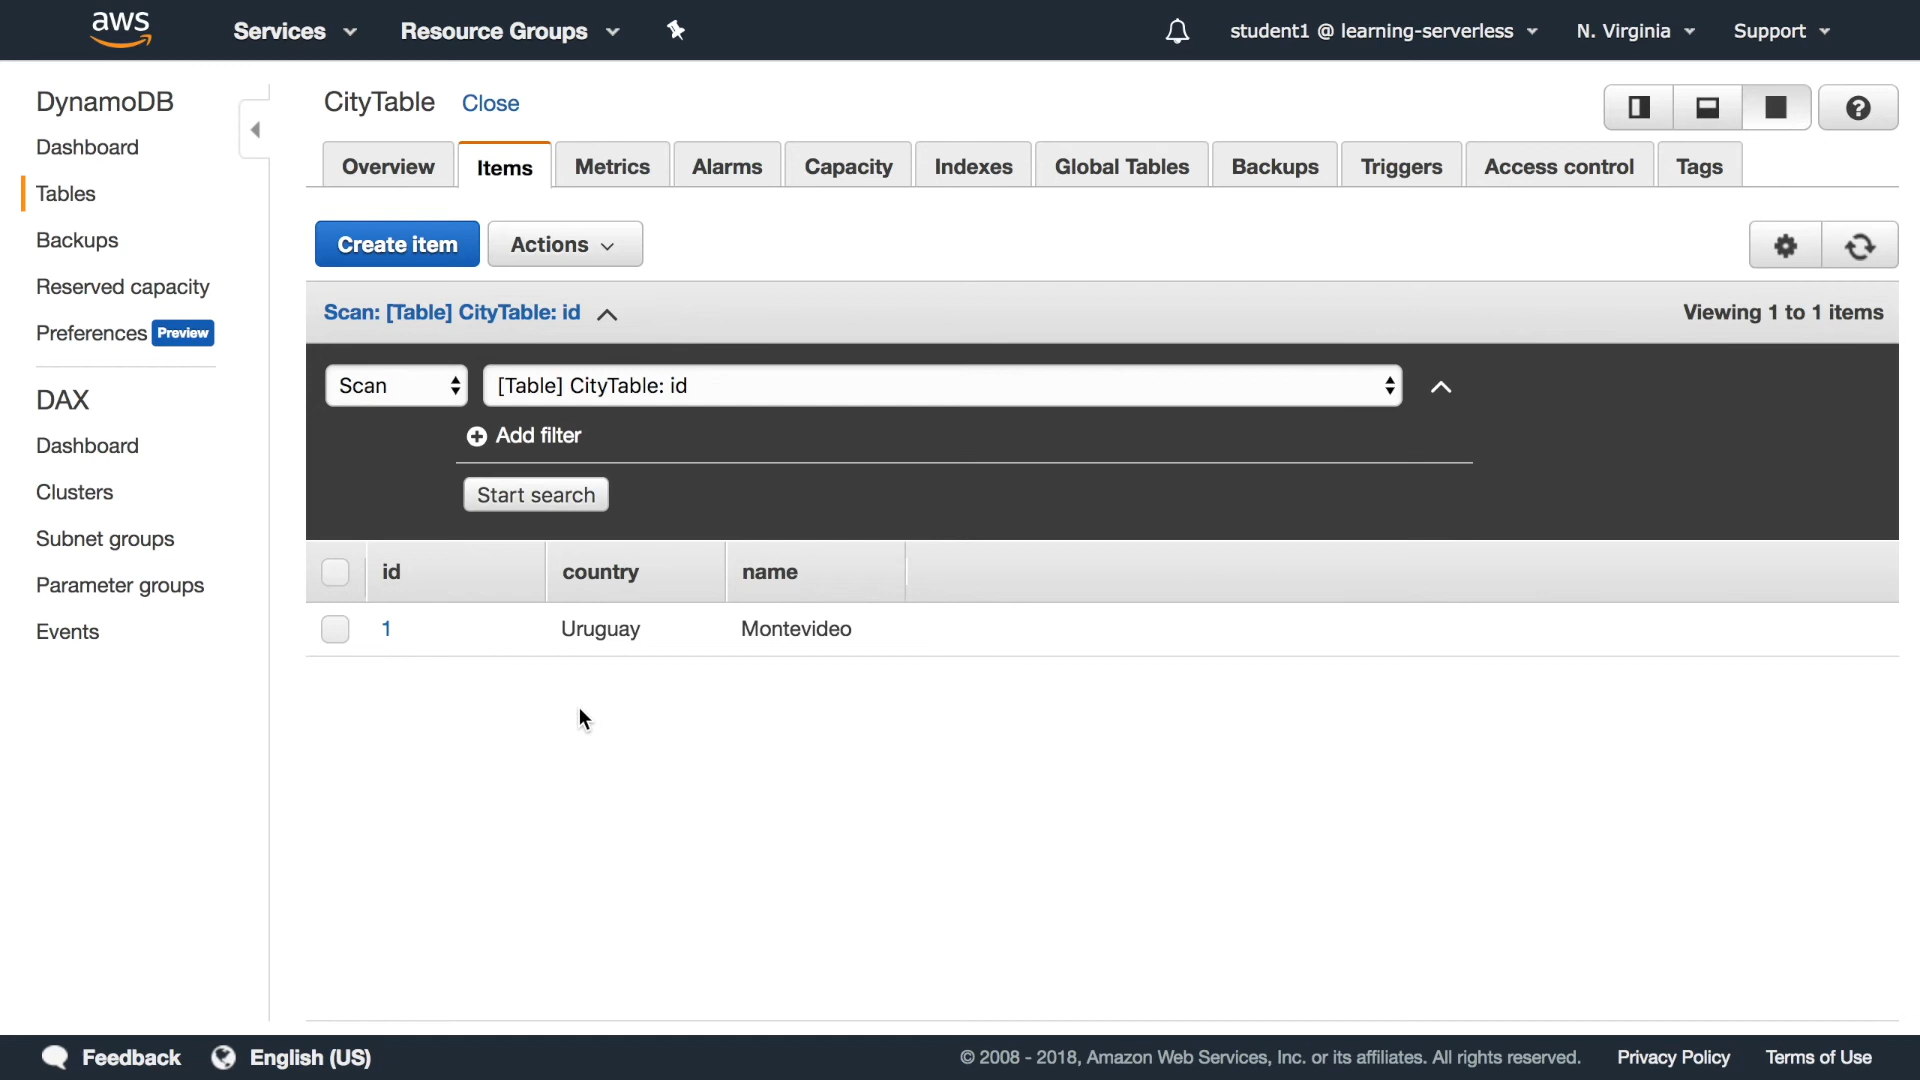 aws Services Resource Groups student1 @ learning-serverless N. Virginia Support
DynamoDB
Dashboard
Tables
Backups
Reserved capacity
Preferences Preview
DAX
Dashboard
Clusters
Subnet groups
Parameter groups
Events
CityTable Close
Overview Items Metrics Alarms Capacity Indexes Global Tables Backups Triggers Access control Tags
Create item Actions
Scan: [Table] CityTable: id Viewing 1 to 1 items
Scan [Table] CityTable: id
Add filter
Start search
id country name
1 Uruguay Montevideo
Feedback English (US) © 2008 - 2018, Amazon Web Services, Inc. or its affiliates. All rights reserved. Privacy Policy Terms of Use